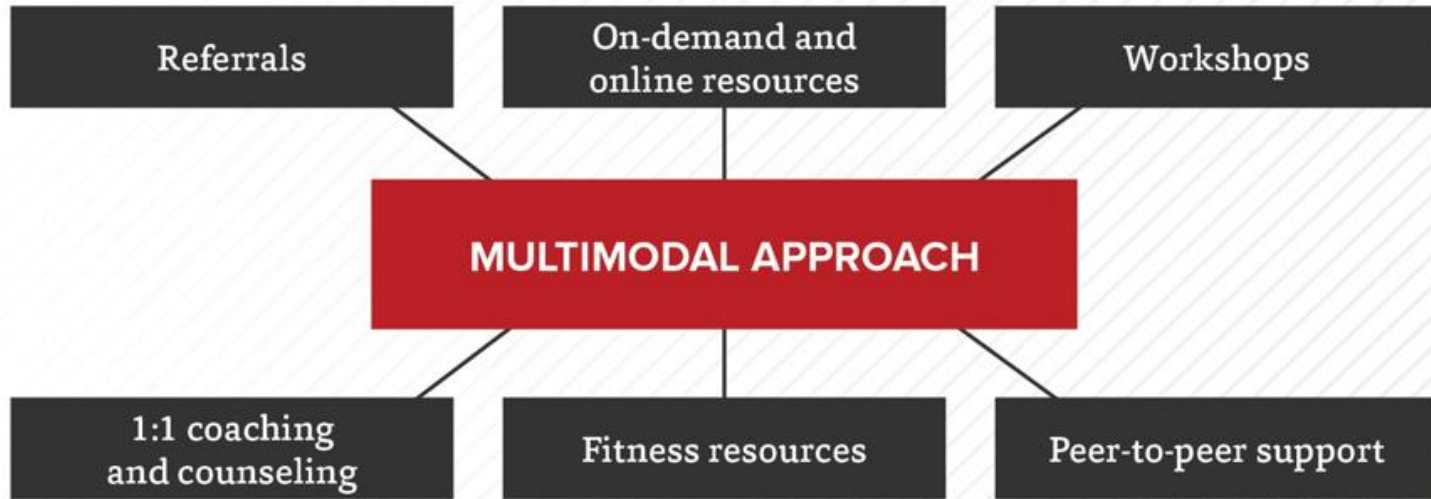 Referrals
On-demand and
online resources
Workshops
MULTIMODAL APPROACH
1:1 coaching
and counseling
Fitness resources
Peer-to-peer support